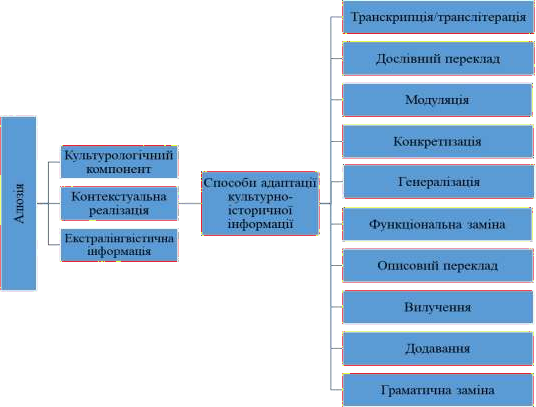 Алюзія
Культурологічний
компонент
Контекстуальна
реалізація
Екстралінгвістична
інформація
Способи адаптації
культурно-
історичної
інформації
Транскрипція/транслітерація
Дослівний переклад
Модуляція
Конкретизація
Генералізація
Функціональна заміна
Описовий переклад
Вилучення
Додавання
Граматична заміна